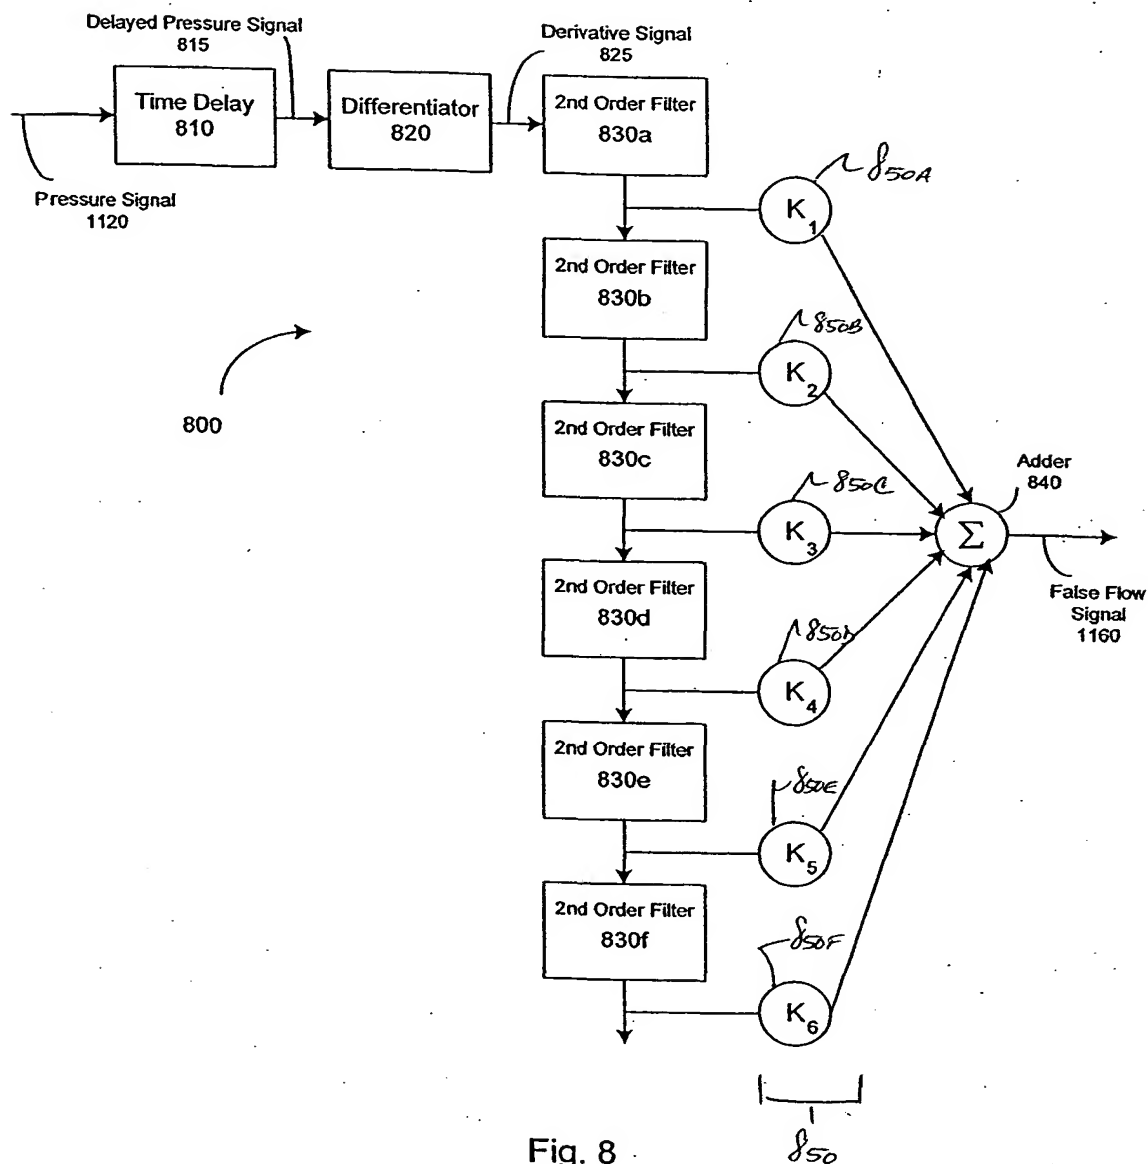 Delayed Pressure Signal
815
Derivative Signal
825
Time Delay
810
Differentiator
820
2nd Order Filter
830a
Pressure Signal
1120
850A
K1
2nd Order Filter
830b
850B
K2
800
2nd Order Filter
830c
850C
K3
Adder
840
Σ
False Flow
Signal
1160
2nd Order Filter
830d
850D
K4
2nd Order Filter
830e
850E
K5
2nd Order Filter
830f
850F
K6
850
Fig. 8